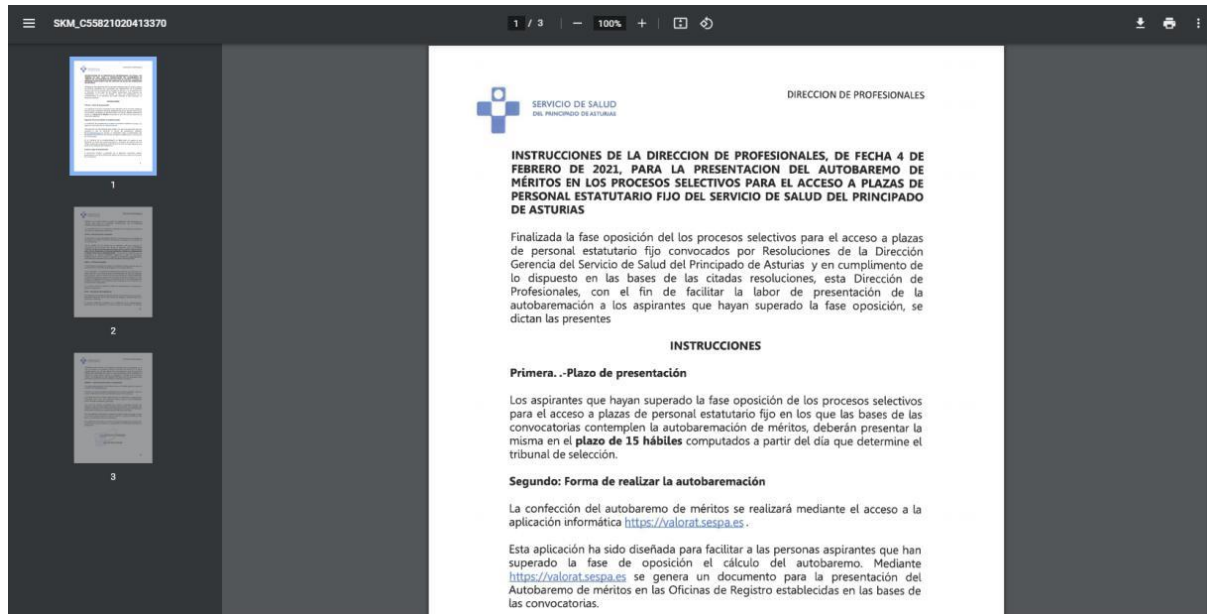 SKM_C55821020413370
1 / 3 | — 100% + |
1
2
3
SERVICIO DE SALUD
DEL PRINCIPADO DE ASTURIAS
DIRECCION DE PROFESIONALES
INSTRUCCIONES DE LA DIRECCION DE PROFESIONALES, DE FECHA 4 DE
FEBRERO DE 2021, PARA LA PRESENTACION DEL AUTOBAREMO DE
MÉRITOS EN LOS PROCESOS SELECTIVOS PARA EL ACCESO A PLAZAS DE
PERSONAL ESTATUTARIO FIJO DEL SERVICIO DE SALUD DEL PRINCIPADO
DE ASTURIAS
Finalizada la fase oposición del los procesos selectivos para el acceso a plazas
de personal estatutario fijo convocados por Resoluciones de la Dirección
Gerencia del Servicio de Salud del Principado de Asturias y en cumplimento de
lo dispuesto en las bases de las citadas resoluciones, esta Dirección de
Profesionales, con el fin de facilitar la labor de presentación de la
autobaremación a los aspirantes que hayan superado la fase oposición, se
dictan las presentes
INSTRUCCIONES
Primera. .-Plazo de presentación
Los aspirantes que hayan superado la fase oposición de los procesos selectivos
para el acceso a plazas de personal estatutario fijo en los que las bases de las
convocatorias contemplen la autobaremación de méritos, deberán presentar la
misma en el plazo de 15 hábiles computados a partir del día que determine el
tribunal de selección.
Segundo: Forma de realizar la autobaremación
La confección del autobaremo de méritos se realizará mediante el acceso a la
aplicación informática https://valorat.sespa.es .
Esta aplicación ha sido diseñada para facilitar a las personas aspirantes que han
superado la fase de oposición el cálculo del autobaremo. Mediante
https://valorat.sespa.es se genera un documento para la presentación del
Autobaremo de méritos en las Oficinas de Registro establecidas en las bases de
las convocatorias.